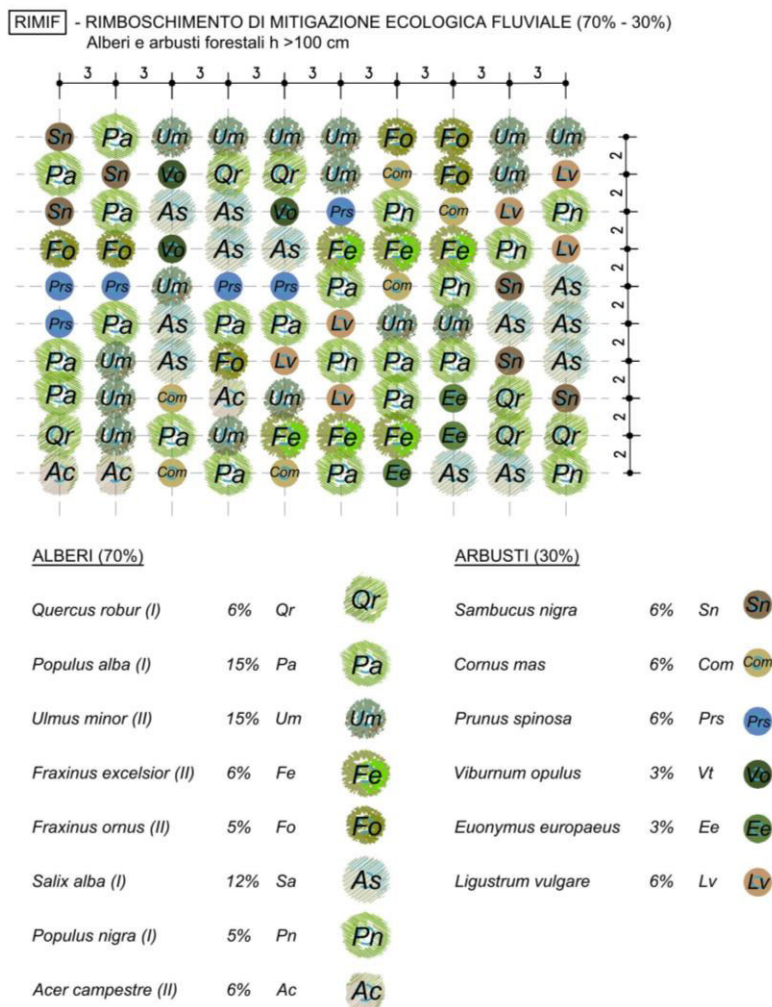 RIMIF - RIMBOSCHIMENTO DI MITIGAZIONE ECOLOGICA FLUVIALE (70% - 30%)
Alberi e arbusti forestali h >100 cm
3 3 3 3 3 3 3 3 3
Sn Pa Um Um Um Um Fo Fo Um Um
2
Pa Sn Vo Qr Qr Um Com Fo Um Lv
2
Sn Pa As As Vo Prs Pn Com Lv Pn
2
Fo Fo Vo As As Fe Fe Fe Pn Lv
2
Prs Prs Um Prs Prs Pa Com Pn Sn As
2
Prs Pa As Pa Pa Lv Um Um As As
2
Pa Um As Fo Lv Pn Pa Pa Sn As
2
Pa Um Com Ac Um Lv Pa Ee Qr Sn
2
Qr Um Pa Um Fe Fe Fe Ee Qr Qr
2
Ac Ac Com Pa Com Pa Ee As As Pn
ALBERI (70%)
Quercus robur (I) 6% Qr Qr
Populus alba (I) 15% Pa Pa
Ulmus minor (II) 15% Um Um
Fraxinus excelsior (II) 6% Fe Fe
Fraxinus ornus (II) 5% Fo Fo
Salix alba (I) 12% Sa As
Populus nigra (I) 5% Pn Pn
Acer campestre (II) 6% Ac Ac
ARBUSTI (30%)
Sambucus nigra 6% Sn Sn
Cornus mas 6% Com Com
Prunus spinosa 6% Prs Prs
Viburnum opulus 3% Vt Vo
Euonymus europaeus 3% Ee Ee
Ligustrum vulgare 6% Lv Lv